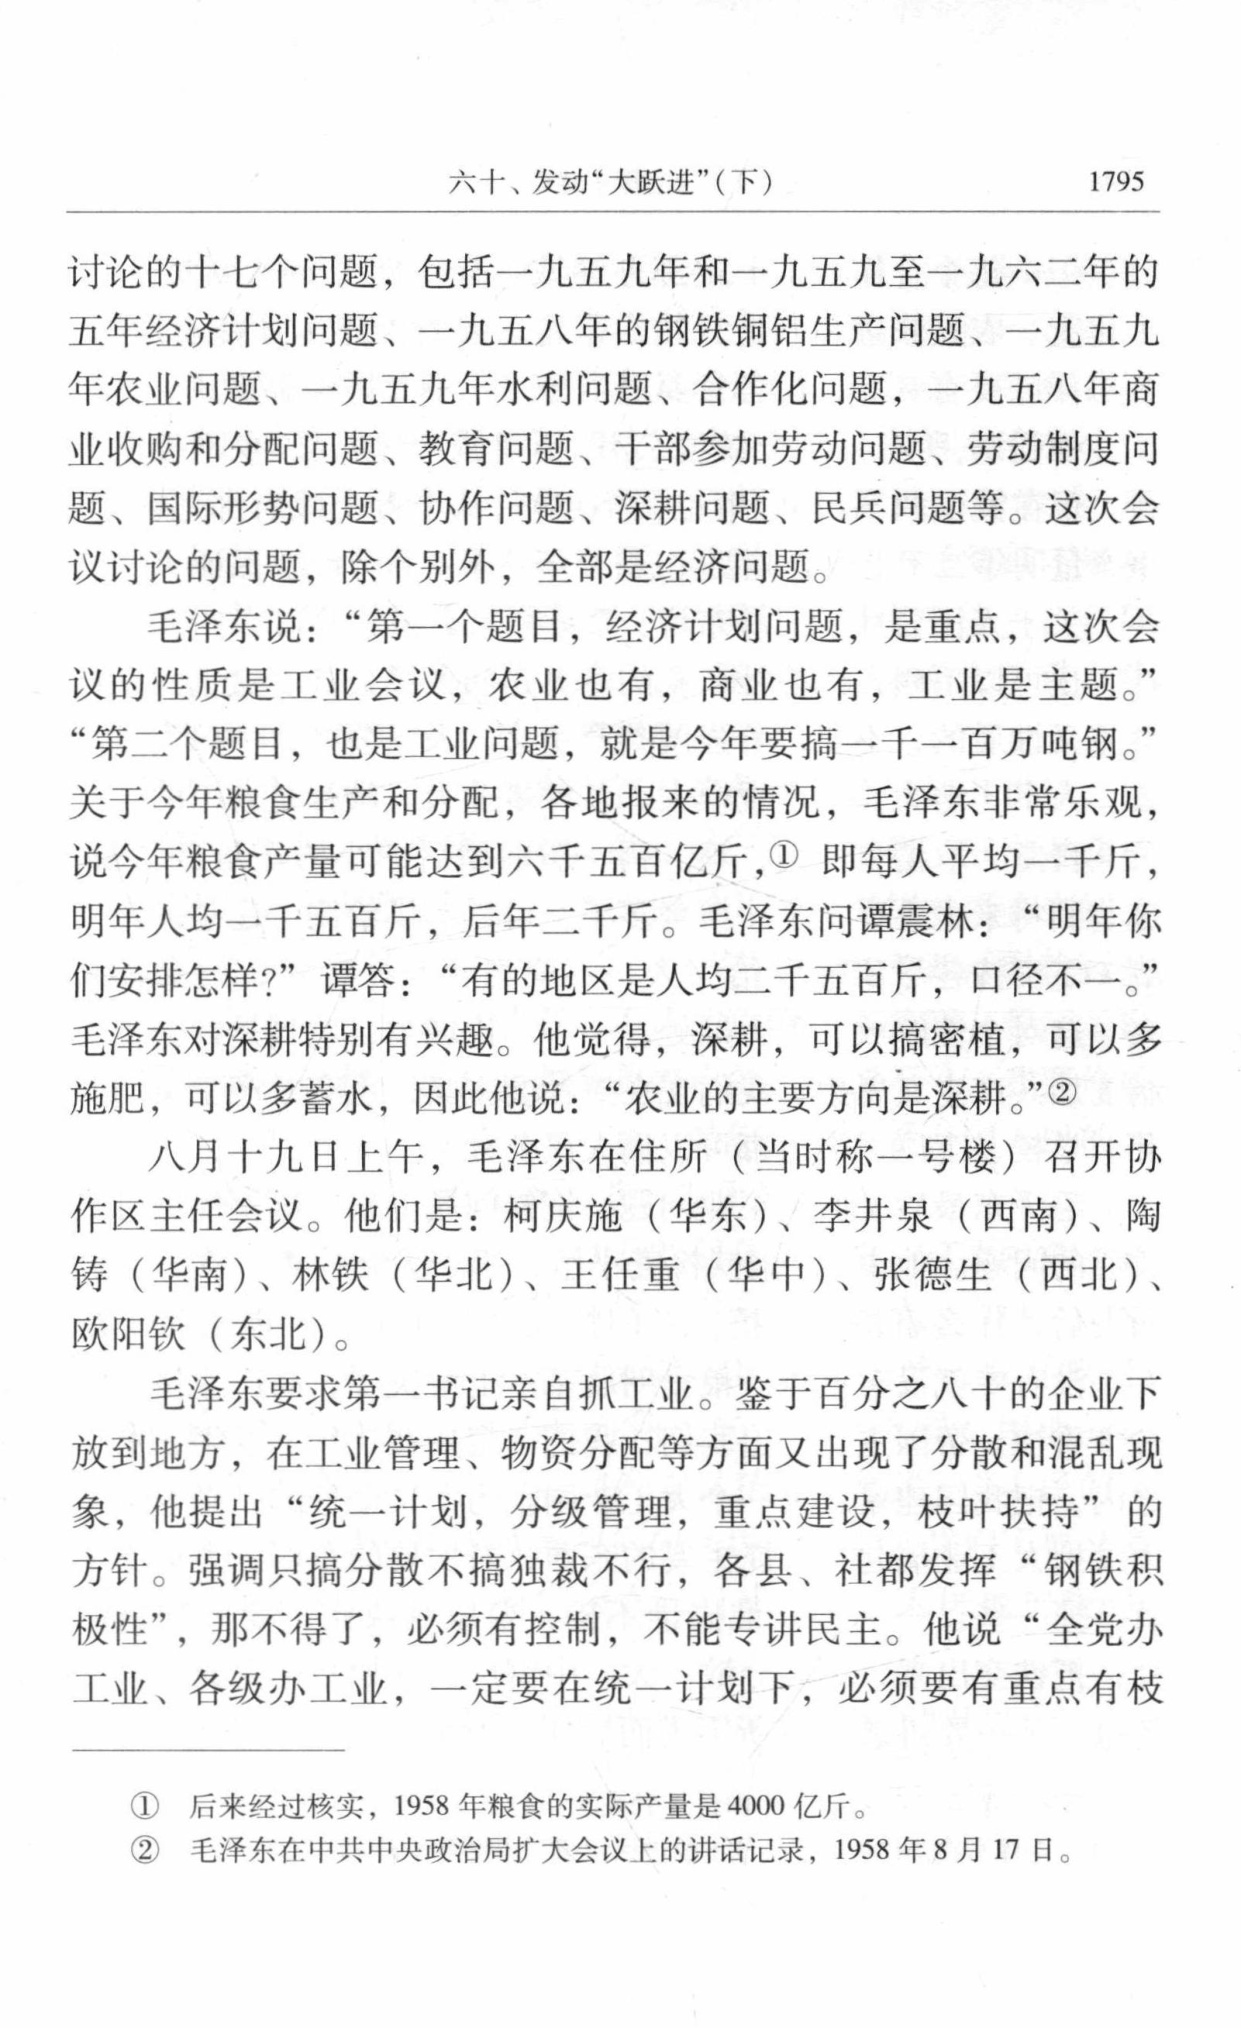 六十、发动“大跃进”（下） 1795
讨论的十七个问题，包括一九五九年和一九五九至一九六二年的
五年经济计划问题、一九五八年的钢铁铜铝生产问题、一九五九
年农业问题、一九五九年水利问题、合作化问题，一九五八年商
业收购和分配问题、教育问题、干部参加劳动问题、劳动制度问
题、国际形势问题、协作问题、深耕问题、民兵问题等。这次会
议讨论的问题，除个别外，全部是经济问题。
毛泽东说：“第一个题目，经济计划问题，是重点，这次会
议的性质是工业会议，农业也有，商业也有，工业是主题。”
“第二个题目，也是工业问题，就是今年要搞一千一百万吨钢。”
关于今年粮食生产和分配，各地报来的情况，毛泽东非常乐观，
说今年粮食产量可能达到六千五百亿斤，① 即每人平均一千斤，
明年人均一千五百斤，后年二千斤。毛泽东问谭震林：“明年你
们安排怎样?”谭答：“有的地区是人均二千五百斤，口径不一。”
毛泽东对深耕特别有兴趣。他觉得，深耕，可以搞密植，可以多
施肥，可以多蓄水，因此他说：“农业的主要方向是深耕。”②
八月十九日上午，毛泽东在住所（当时称一号楼）召开协
作区主任会议。他们是：柯庆施（华东）、李井泉（西南）、陶
铸（华南）、林铁（华北）、王任重（华中）、张德生（西北）、
欧阳钦（东北）。
毛泽东要求第一书记亲自抓工业。鉴于百分之八十的企业下
放到地方，在工业管理、物资分配等方面又出现了分散和混乱现
象，他提出“统一计划，分级管理，重点建设，枝叶扶持”的
方针。强调只搞分散不搞独裁不行，各县、社都发挥“钢铁积
极性”，那不得了，必须有控制，不能专讲民主。他说“全党办
工业、各级办工业，一定要在统一计划下，必须要有重点有枝
① 后来经过核实，1958 年粮食的实际产量是 4000 亿斤。
② 毛泽东在中共中央政治局扩大会议上的讲话记录，1958 年 8 月 17 日。